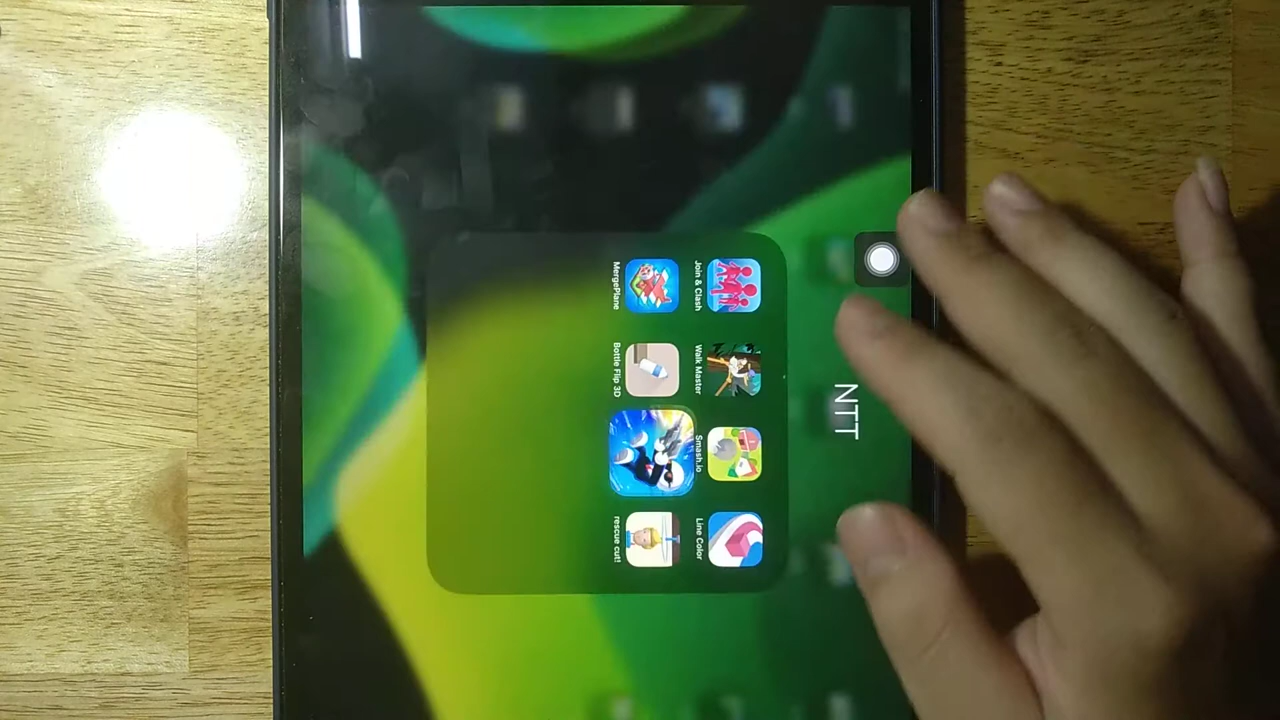 NTT
Join & Clash
Walk Master
Smash.io
Line Color
MergePlane
Bottle Flip 3D
rescue cut!